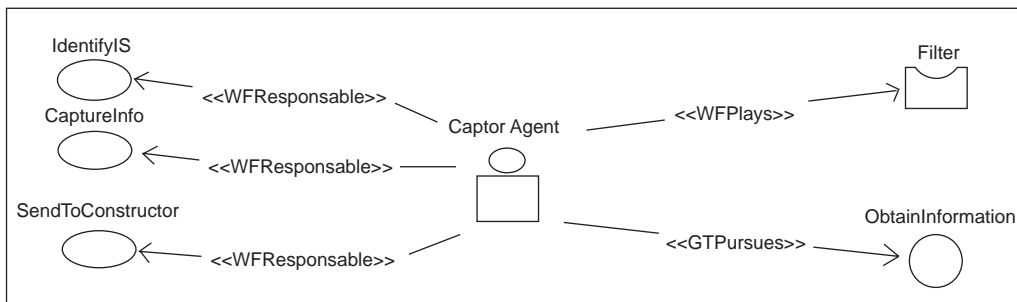 IdentifyIS
<<WFResponsable>>
CaptureInfo
<<WFResponsable>>
SendToConstructor
<<WFResponsable>>
Captor Agent
Filter
<<WFPlays>>
ObtainInformation
<<GTPursues>>